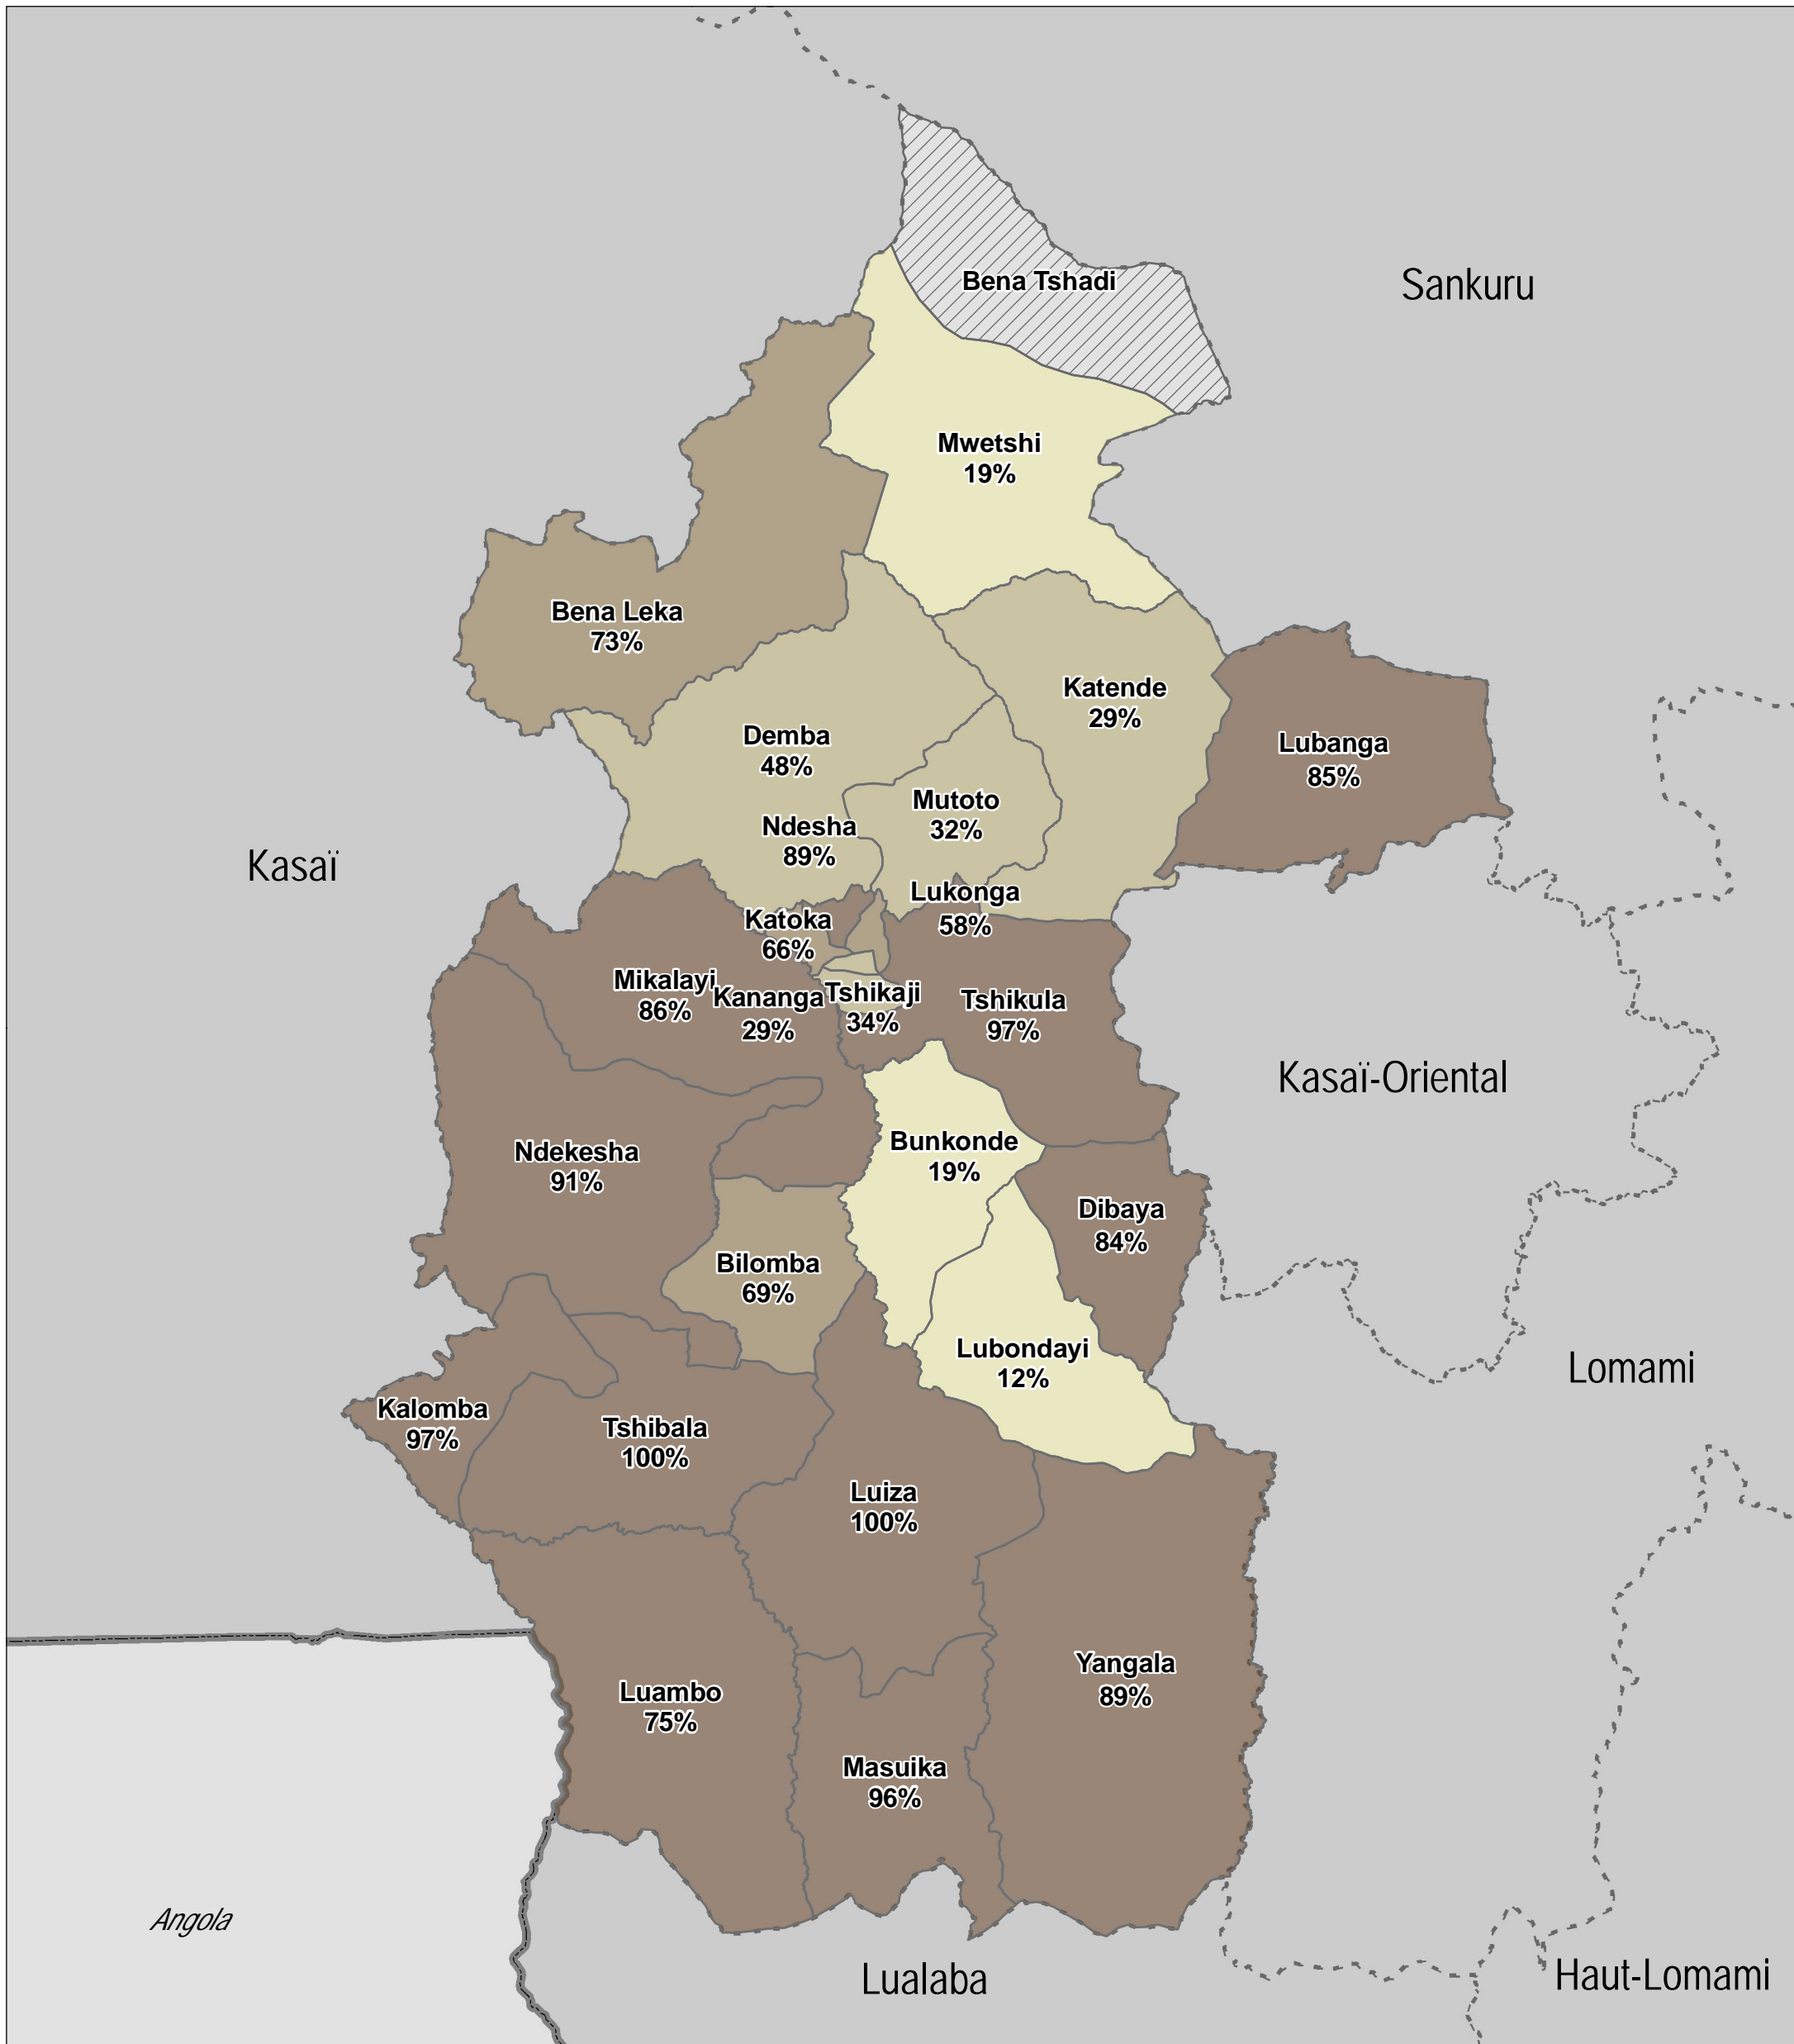 Bena Tshadi
Sankuru
Mwetshi
19%
Bena Leka
73%
Katende
29%
Demba
48%
Lubanga
85%
Mutoto
32%
Ndesha
89%
Kasaï
Lukonga
58%
Katoka
66%
Mikalayi
86%
Kananga
29%
Tshikaji
34%
Tshikula
97%
Kasaï-Oriental
Bunkonde
19%
Ndekesha
91%
Dibaya
84%
Bilomba
69%
Lubondayi
12%
Lomami
Kalomba
97%
Tshibala
100%
Luiza
100%
Yangala
89%
Luambo
75%
Masuika
96%
Angola
Lualaba
Haut-Lomami